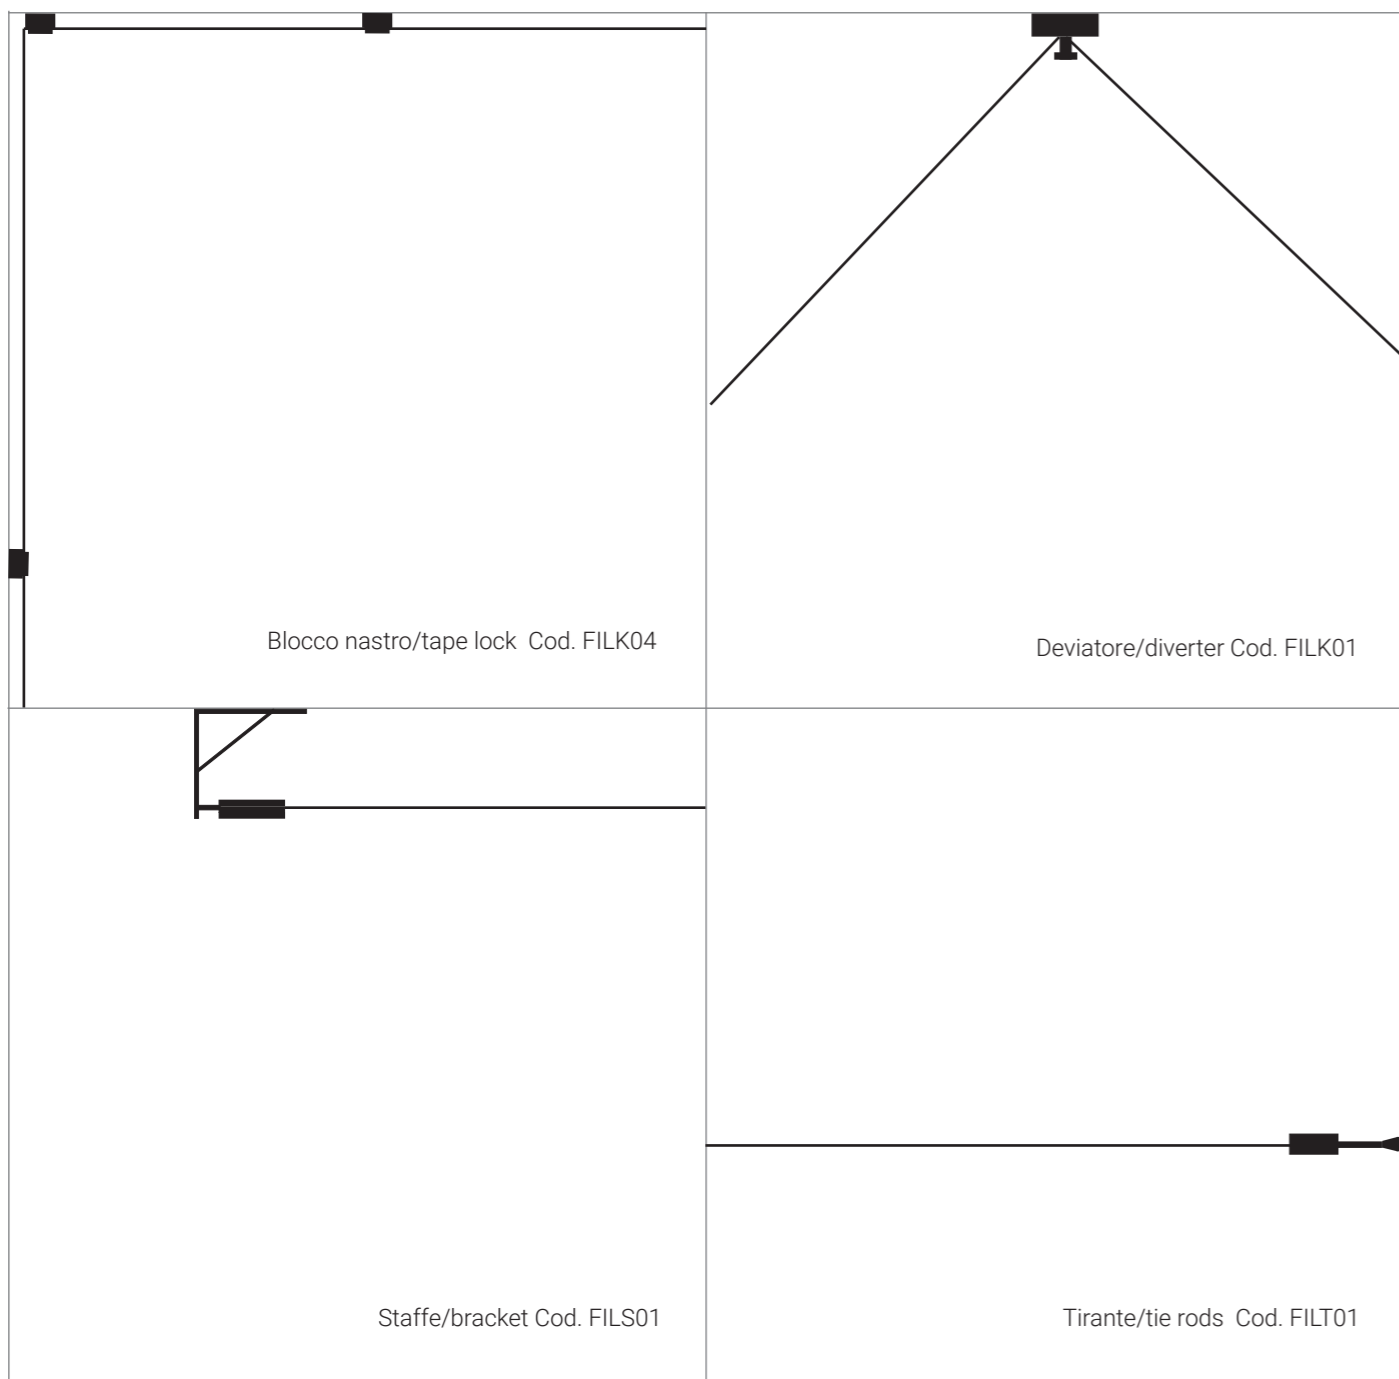 Blocco nastro/tape lock  Cod. FILK04
Deviatore/diverter Cod. FILK01
Staffe/bracket Cod. FILS01
Tirante/tie rods  Cod. FILT01